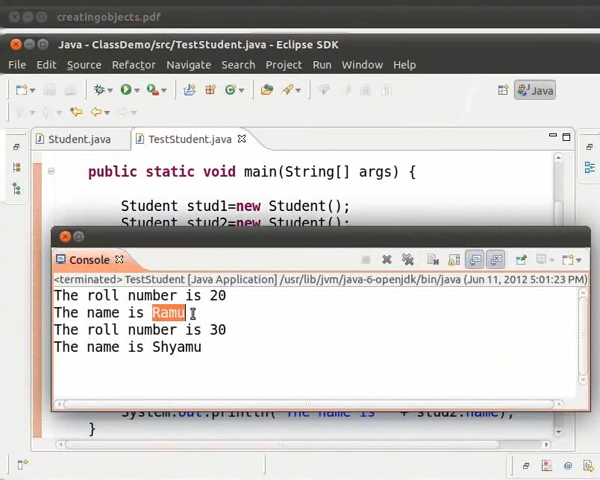 creatingobjects.pdf
Java - ClassDemo/src/TestStudent.java - Eclipse SDK
File Edit Source Refactor Navigate Search Project Run Window Help
Java
Student.java TestStudent.java
public static void main(String[] args) {
Student stud1=new Student();
Student stud2=new Student();
Console
<terminated> TestStudent [Java Application] /usr/lib/jvm/java-6-openjdk/bin/java (Jun 11, 2012 5:01:23 PM)
The roll number is 20
The name is Ramu
The roll number is 30
The name is Shyamu
System.out.println("The name is " + stud2.name);
}